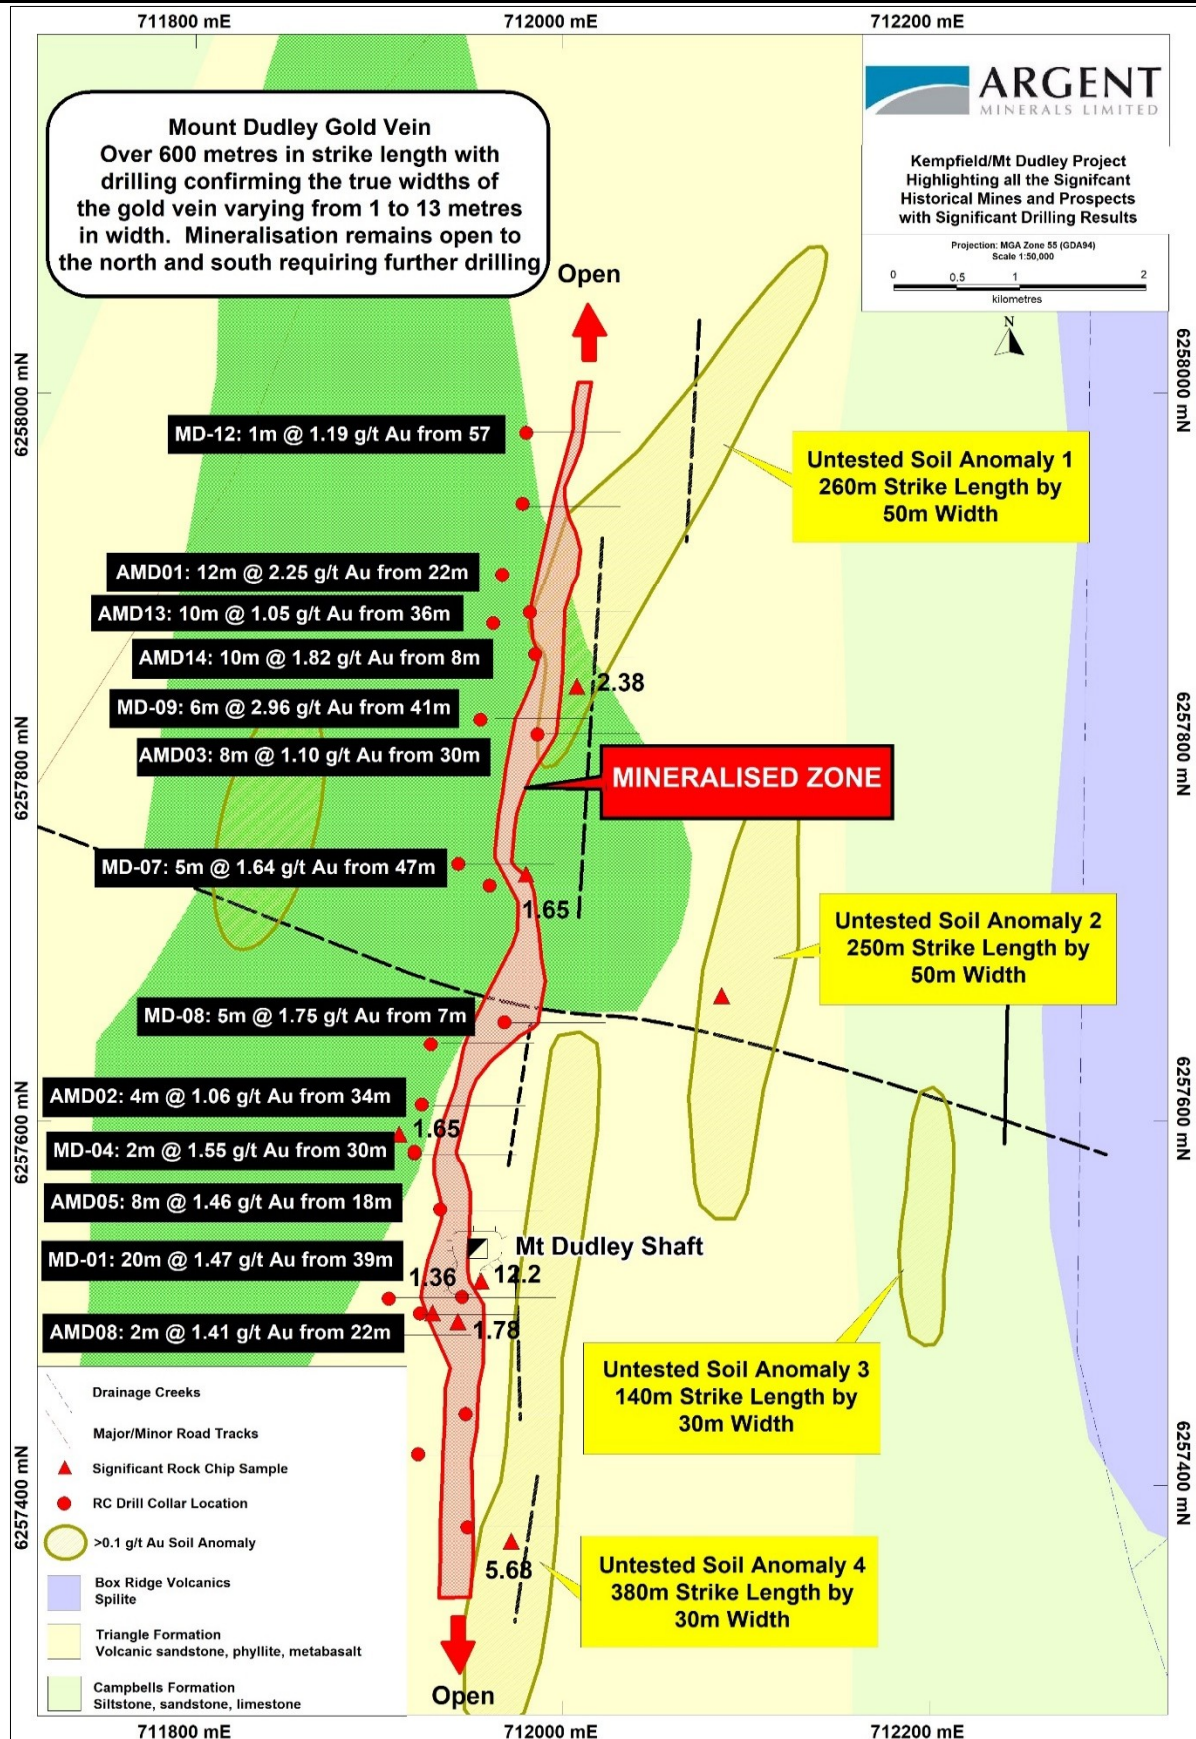 711800 mE
712000 mE
712200 mE
ARGENT
MINERALS LIMITED
Kempfield/Mt Dudley Project
Highlighting all the Signifcant
Historical Mines and Prospects
with Significant Drilling Results
Projection: MGA Zone 55 (GDA94)
Scale 1:50,000
0
0.5
1
2
kilometres
N
Mount Dudley Gold Vein
Over 600 metres in strike length with
drilling confirming the true widths of
the gold vein varying from 1 to 13 metres
in width. Mineralisation remains open to
the north and south requiring further drilling
Open
6258000 mN
6258000 mN
MD-12: 1m @ 1.19 g/t Au from 57
Untested Soil Anomaly 1
260m Strike Length by
50m Width
AMD01: 12m @ 2.25 g/t Au from 22m
AMD13: 10m @ 1.05 g/t Au from 36m
AMD14: 10m @ 1.82 g/t Au from 8m
2.38
MD-09: 6m @ 2.96 g/t Au from 41m
AMD03: 8m @ 1.10 g/t Au from 30m
6257800 mN
6257800 mN
MINERALISED ZONE
MD-07: 5m @ 1.64 g/t Au from 47m
1.65
Untested Soil Anomaly 2
250m Strike Length by
50m Width
MD-08: 5m @ 1.75 g/t Au from 7m
AMD02: 4m @ 1.06 g/t Au from 34m
1.65
6257600 mN
6257600 mN
MD-04: 2m @ 1.55 g/t Au from 30m
AMD05: 8m @ 1.46 g/t Au from 18m
Mt Dudley Shaft
MD-01: 20m @ 1.47 g/t Au from 39m
1.36
12.2
AMD08: 2m @ 1.41 g/t Au from 22m
1.78
Untested Soil Anomaly 3
140m Strike Length by
30m Width
6257400 mN
6257400 mN
5.68
Untested Soil Anomaly 4
380m Strike Length by
30m Width
Open
Drainage Creeks
Major/Minor Road Tracks
Significant Rock Chip Sample
RC Drill Collar Location
>0.1 g/t Au Soil Anomaly
Box Ridge Volcanics
Spilite
Triangle Formation
Volcanic sandstone, phyllite, metabasalt
Campbells Formation
Siltstone, sandstone, limestone
711800 mE
712000 mE
712200 mE